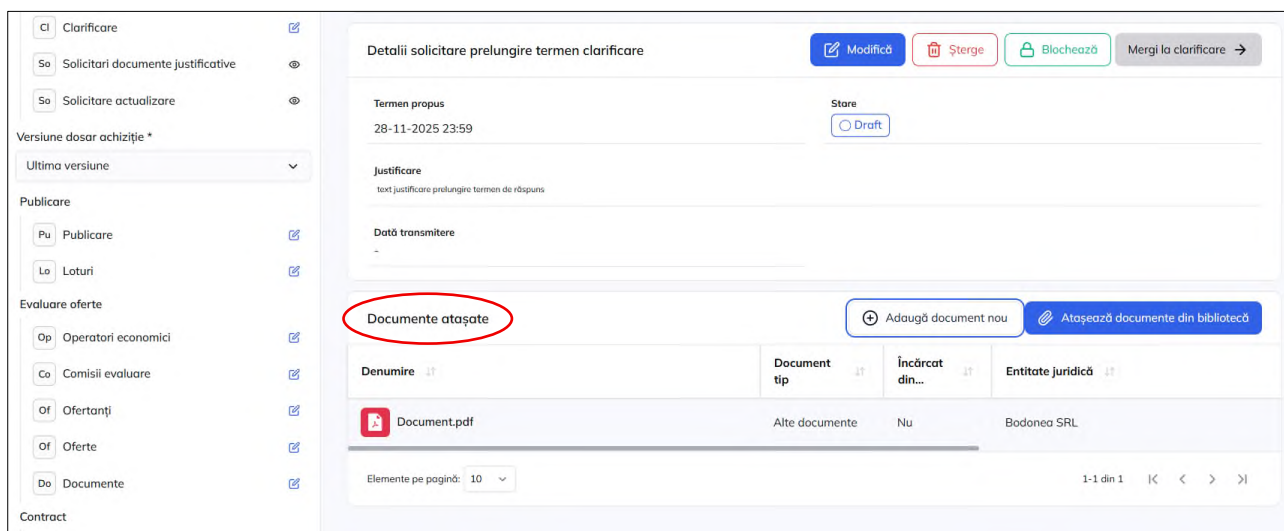 Cl Clarificare
So Solicitari documente justificative
So Solicitare actualizare
Versiune dosar achiziție *
Ultima versiune
Publicare
Pu Publicare
Lo Loturi
Evaluare oferte
Op Operatori economici
Co Comisii evaluare
Of Ofertanți
Of Oferte
Do Documente
Contract
Detalii solicitare prelungire termen clarificare
Modifică
Șterge
Blochează
Mergi la clarificare →
Termen propus
28-11-2025 23:59
Stare
Draft
Justificare
text justificare prelungire termen de răspuns
Dată transmitere
-
Documente atașate
Adaugă document nou
Atașează documente din bibliotecă
Denumire
Document tip
Încărcat din...
Entitate juridică
Document.pdf Alte documente Nu Bodonea SRL
Elemente pe pagină: 10
1-1 din 1